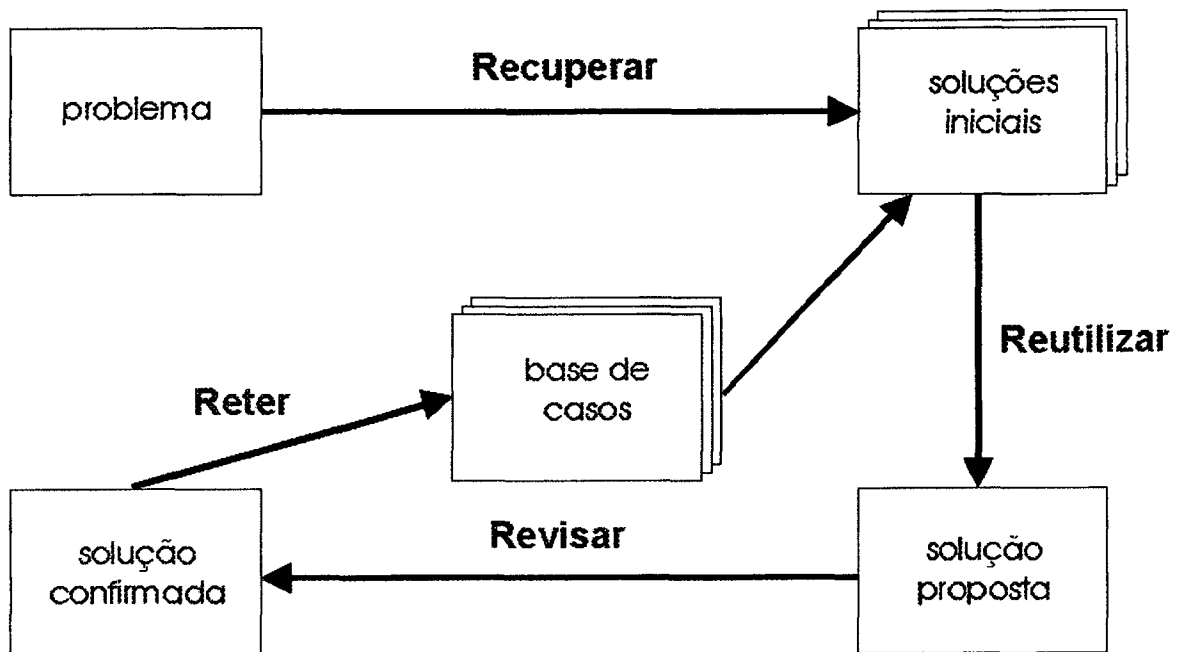 Recuperar
problema
soluções
iniciais
Reutilizar
base de
casos
Reter
Revisar
solução
confirmada
solução
proposta